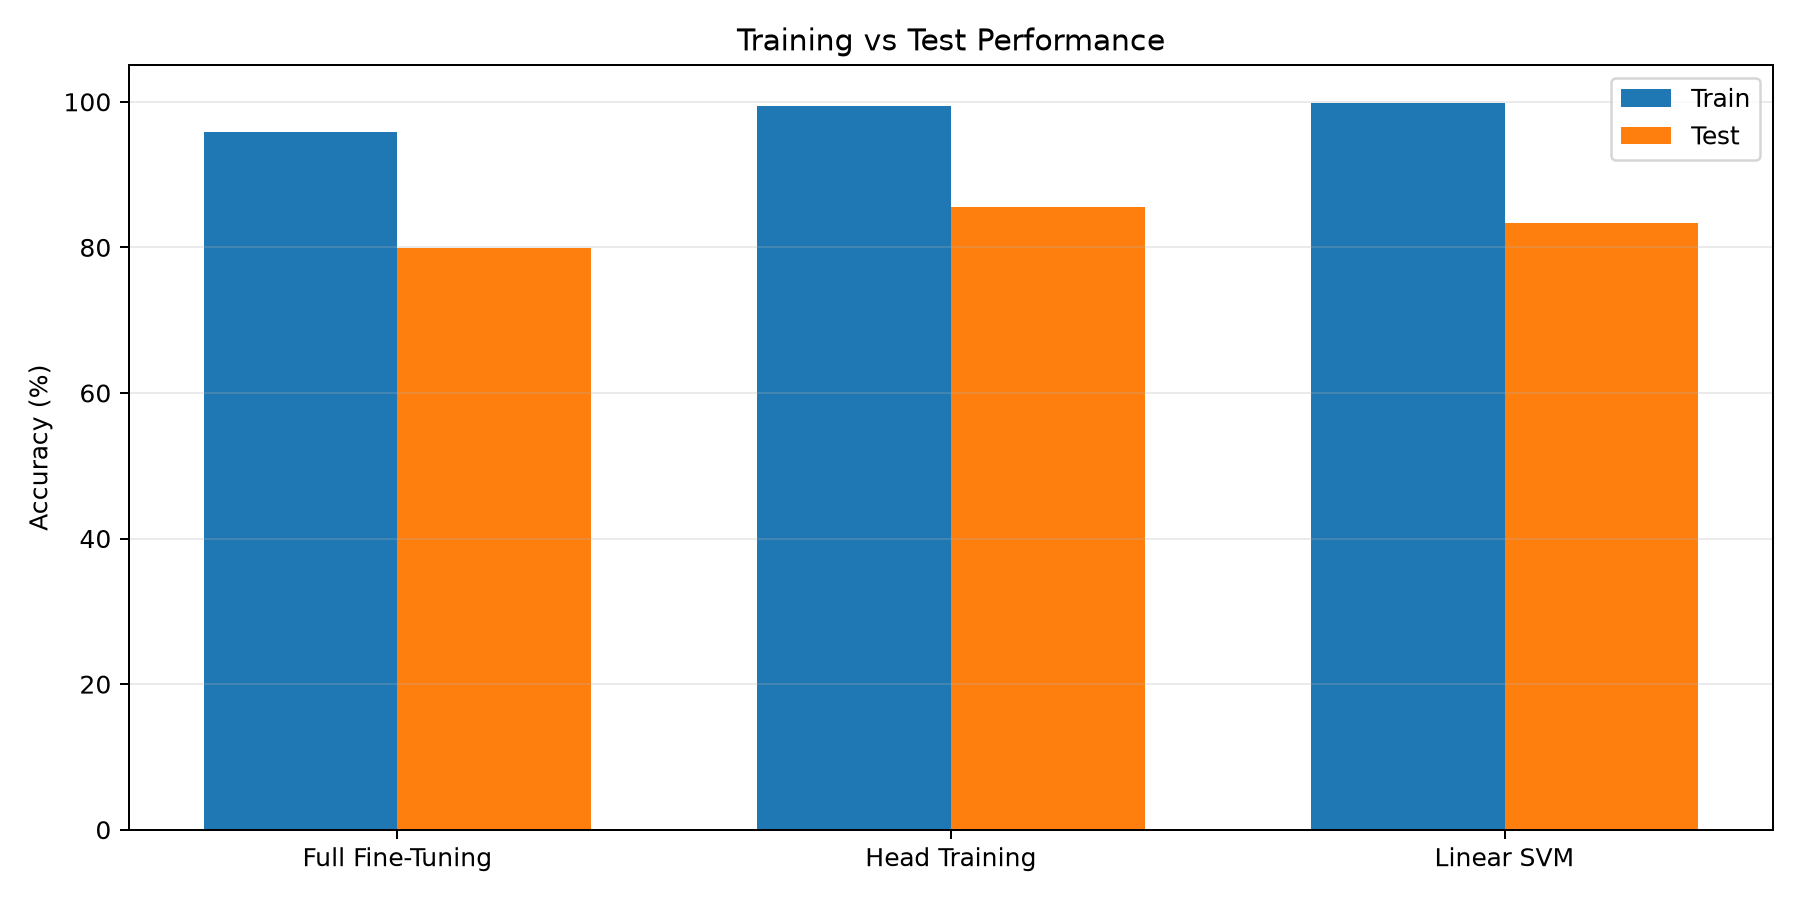 Training vs Test Performance
Train
Test
100
80
60
40
20
0
Accuracy (%)
Full Fine-Tuning
Head Training
Linear SVM